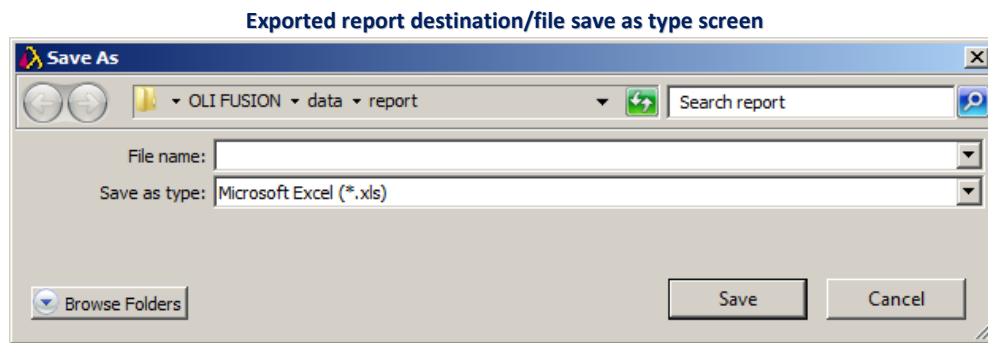 Exported report destination/file save as type screen
Save As
OLI FUSION data report Search report
File name:
Save as type: Microsoft Excel (*.xls)
Browse Folders Save Cancel